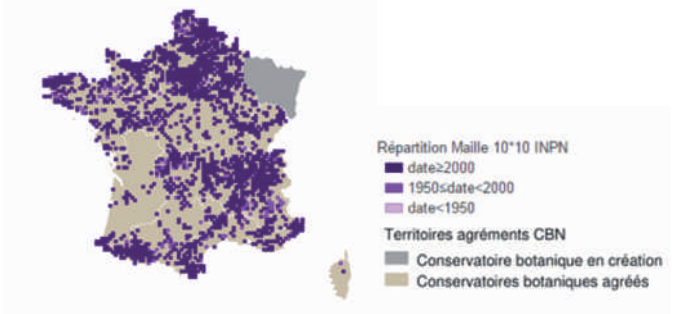 Répartition Maille 10*10 INPN
date≥2000
1950≤date<2000
date<1950
Territoires agréments CBN
Conservatoire botanique en création
Conservatoires botaniques agréés